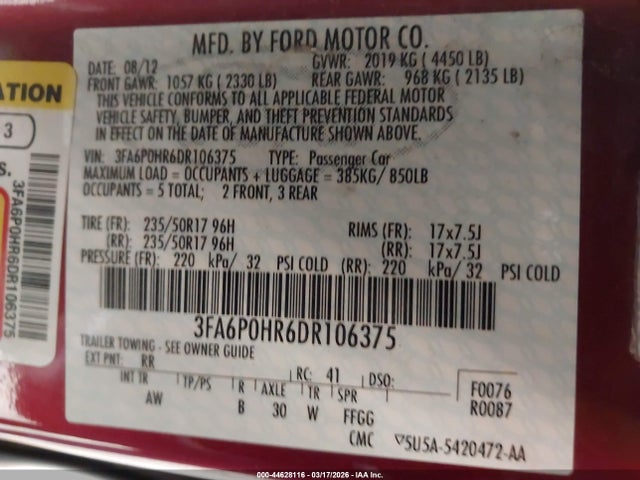 MFD. BY FORD MOTOR CO.
DATE: 08/12 GVWR: 2019 KG ( 4450 LB)
FRONT GAWR: 1057 KG ( 2330 LB) REAR GAWR: 968 KG ( 2135 LB)
THIS VEHICLE CONFORMS TO ALL APPLICABLE FEDERAL MOTOR
VEHICLE SAFETY, BUMPER, AND THEFT PREVENTION STANDARDS
IN EFFECT ON THE DATE OF MANUFACTURE SHOWN ABOVE.
VIN: 3FA6P0HR6DR106375 TYPE: Passenger Car
MAXIMUM LOAD = OCCUPANTS + LUGGAGE = 385KG/ 850LB
OCCUPANTS = 5 TOTAL; 2 FRONT, 3 REAR
TIRE (FR): 235/50R17 96H RIMS (FR): 17x7.5J
(RR): 235/50R17 96H (RR): 17x7.5J
PRESSURE (FR): 220 kPa/ 32 PSI COLD (RR): 220 kPa/ 32 PSI COLD
3FA6P0HR6DR106375
TRAILER TOWING - SEE OWNER GUIDE
EXT PNT: RR RC: 41 DSO: F0076
INT TR TP/PS R AXLE TR SPR R0087
AW B 30 W FFGG
CMC 5U5A-5420472-AA
ATION
3
S.
3FA6P0HR6DR106375
000-44628116 - 03/17/2026 - IAA Inc.